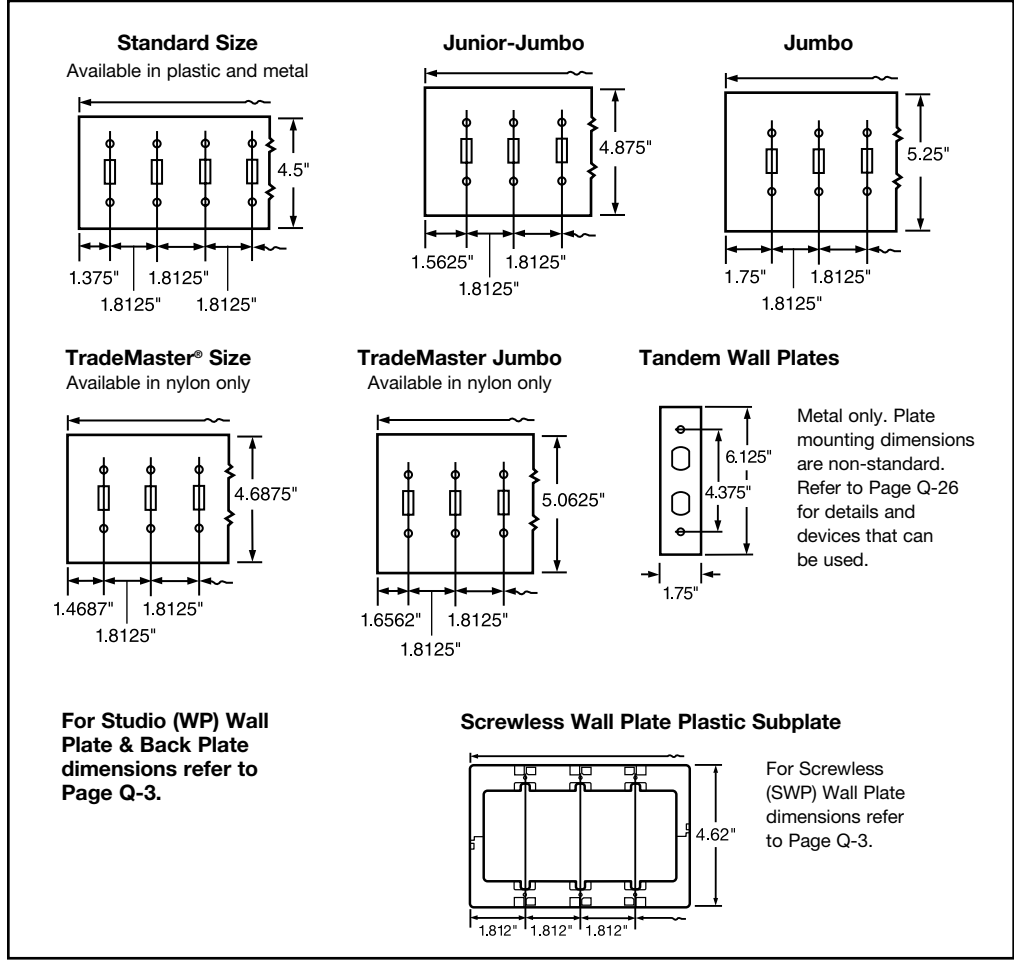 Standard Size
Available in plastic and metal
4.5"
1.375"
1.8125"
1.8125"
1.8125"
Junior-Jumbo
4.875"
1.5625"
1.8125"
1.8125"
Jumbo
5.25"
1.75"
1.8125"
1.8125"
TradeMaster® Size
Available in nylon only
4.6875"
1.4687"
1.8125"
1.8125"
TradeMaster Jumbo
Available in nylon only
5.0625"
1.6562"
1.8125"
1.8125"
Tandem Wall Plates
6.125"
4.375"
1.75"
Metal only. Plate
mounting dimensions
are non-standard.
Refer to Page Q-26
for details and
devices that can
be used.
For Studio (WP) Wall
Plate & Back Plate
dimensions refer to
Page Q-3.
Screwless Wall Plate Plastic Subplate
4.62"
1.812"
1.812"
1.812"
For Screwless
(SWP) Wall Plate
dimensions refer
to Page Q-3.